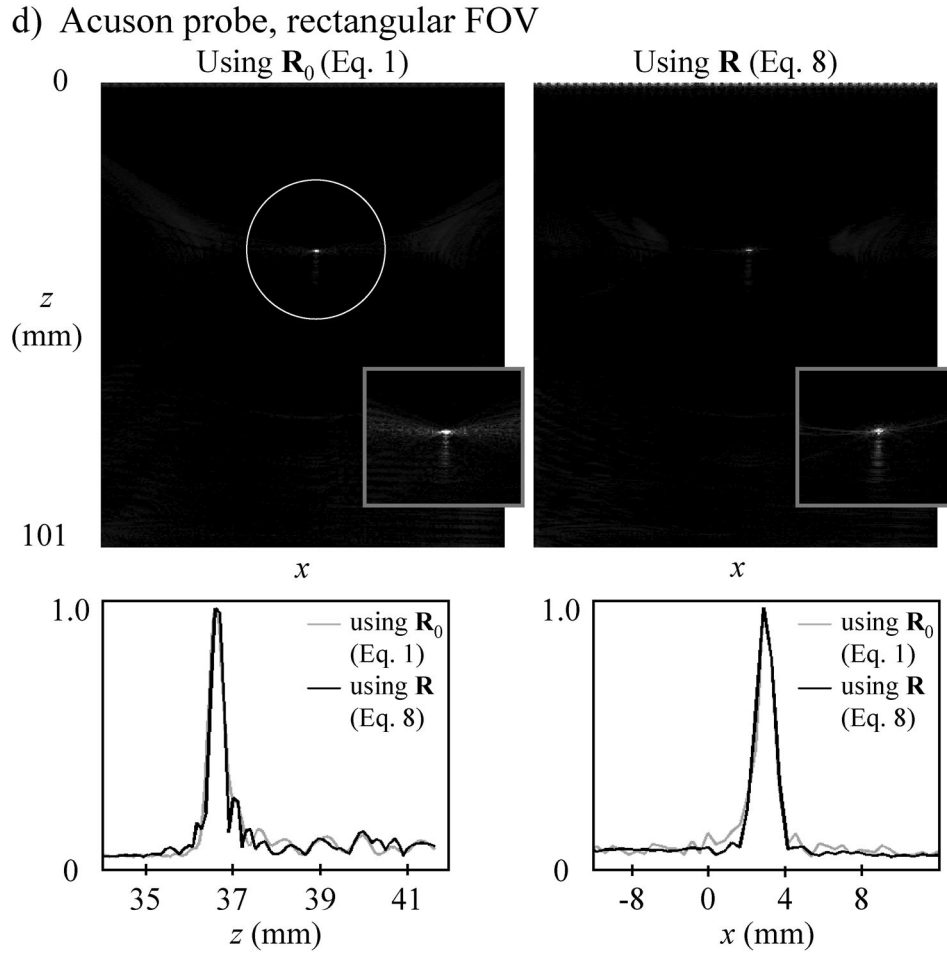 d) Acuson probe, rectangular FOV
Using R₀ (Eq. 1)
Using R (Eq. 8)
0
z
(mm)
101
x
x
1.0
using R₀
(Eq. 1)
using R
(Eq. 8)
0
35 37 39 41
z (mm)
1.0
using R₀
(Eq. 1)
using R
(Eq. 8)
0
-8 0 4 8
x (mm)